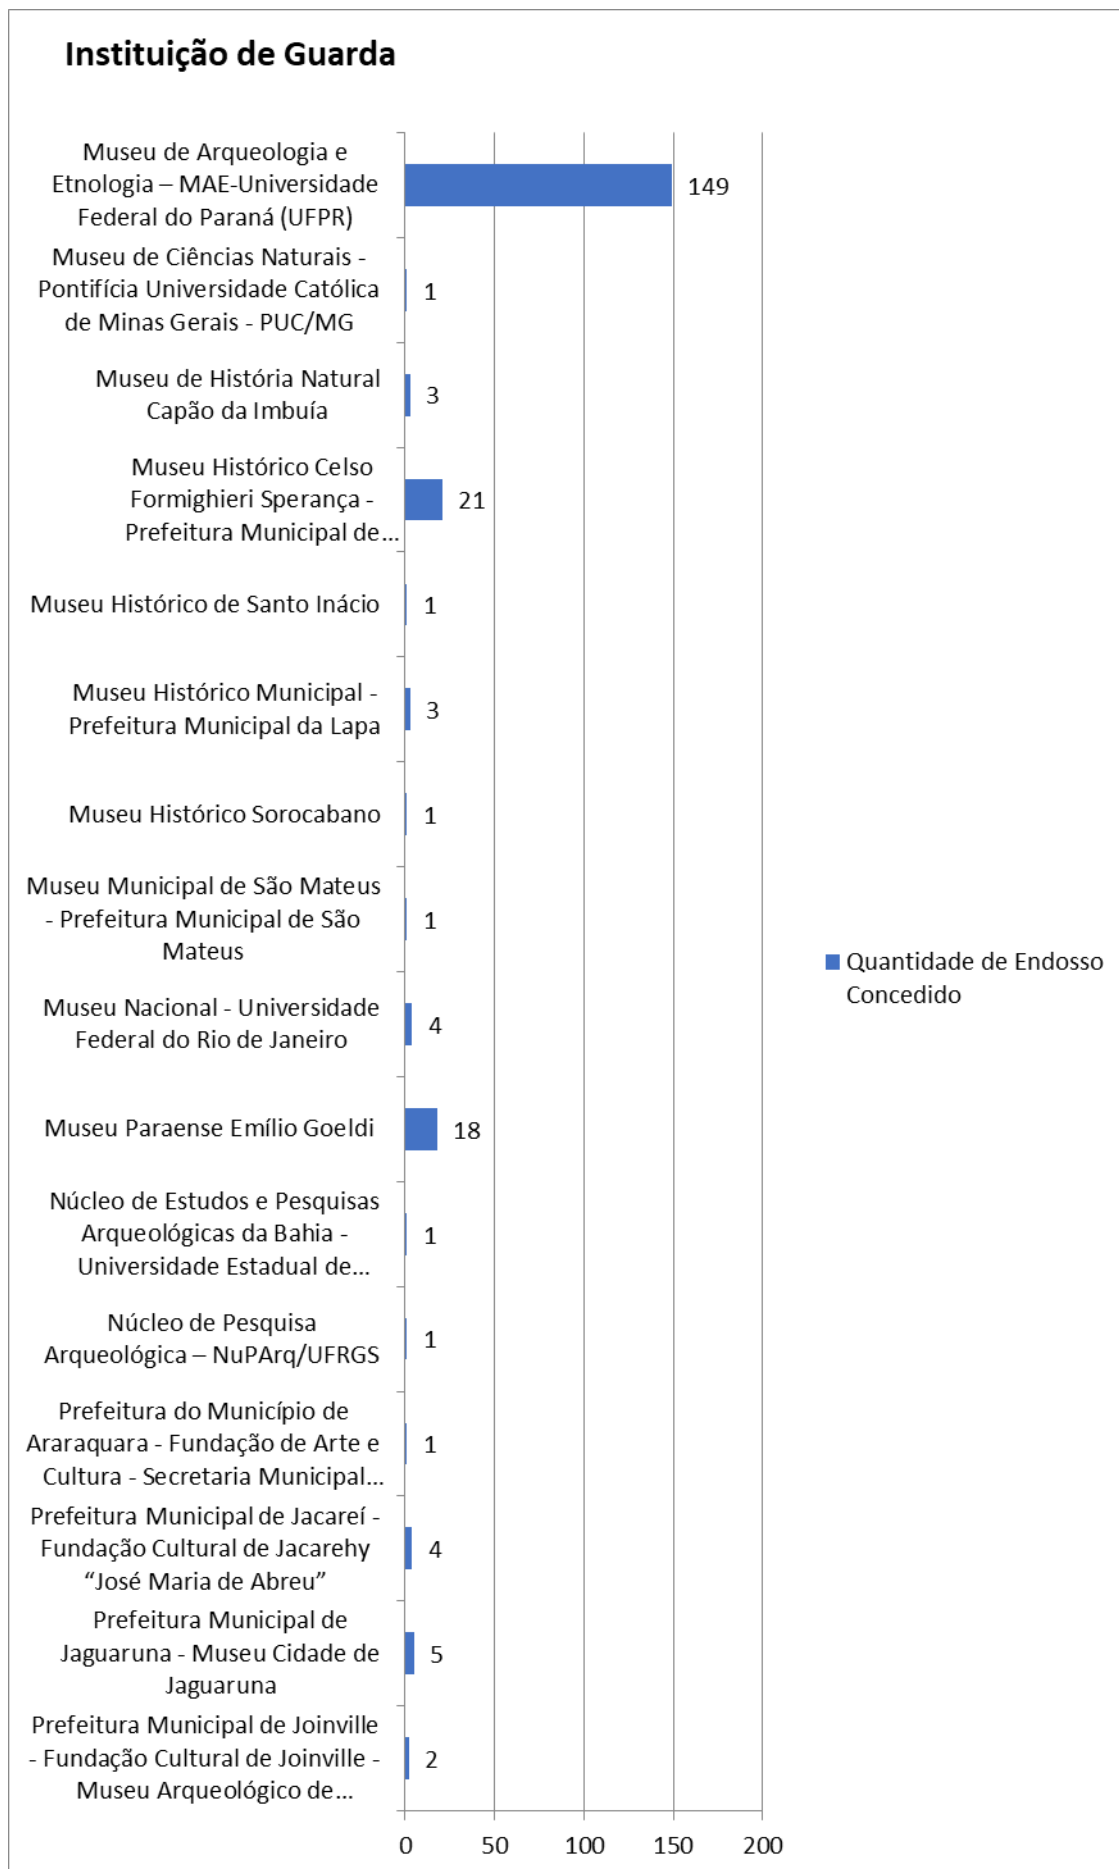 Instituição de Guarda
Museu de Arqueologia e
Etnologia – MAE-Universidade
Federal do Paraná (UFPR)
149
Museu de Ciências Naturais -
Pontifícia Universidade Católica
de Minas Gerais - PUC/MG
1
Museu de História Natural
Capão da Imbuía
3
Museu Histórico Celso
Formighieri Sperança -
Prefeitura Municipal de...
21
Museu Histórico de Santo Inácio
1
Museu Histórico Municipal -
Prefeitura Municipal da Lapa
3
Museu Histórico Sorocabano
1
Museu Municipal de São Mateus
- Prefeitura Municipal de São
Mateus
1
Museu Nacional - Universidade
Federal do Rio de Janeiro
4
Museu Paraense Emílio Goeldi
18
Núcleo de Estudos e Pesquisas
Arqueológicas da Bahia -
Universidade Estadual de...
1
Núcleo de Pesquisa
Arqueológica – NuPArq/UFRGS
1
Prefeitura do Município de
Araraquara - Fundação de Arte e
Cultura - Secretaria Municipal...
1
Prefeitura Municipal de Jacareí -
Fundação Cultural de Jacarehy
“José Maria de Abreu”
4
Prefeitura Municipal de
Jaguaruna - Museu Cidade de
Jaguaruna
5
Prefeitura Municipal de Joinville
- Fundação Cultural de Joinville -
Museu Arqueológico de...
2
0 50 100 150 200
Quantidade de Endosso
Concedido